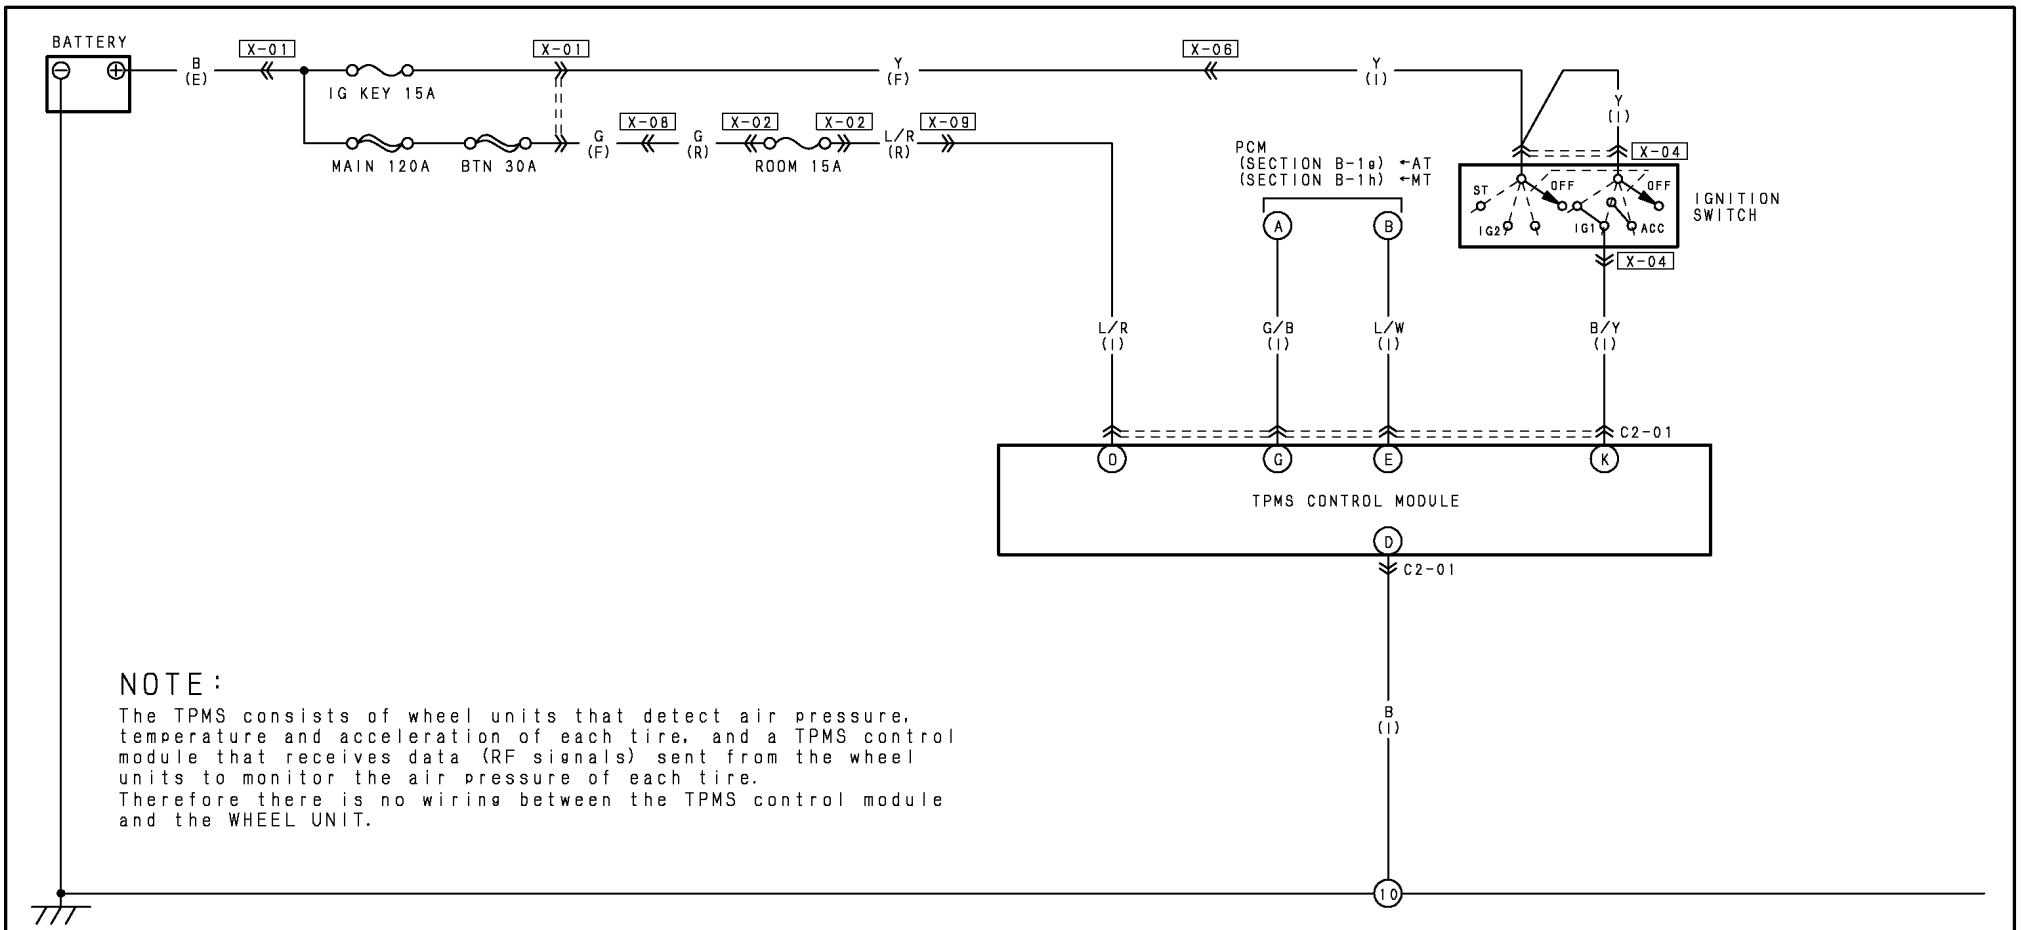 BATTERY
B
(E)
X-01
IG KEY 15A
X-01
Y
(F)
X-06
Y
(I)
Y
(I)
MAIN 120A
BTN 30A
G
(F)
X-08
G
(R)
X-02
ROOM 15A
X-02
L/R
(R)
X-09
PCM
(SECTION B-1g) ←AT
(SECTION B-1h) ←MT
A
B
X-04
ST
OFF
OFF
IG2
IG1
ACC
IGNITION
SWITCH
X-04
L/R
(I)
G/B
(I)
L/W
(I)
B/Y
(I)
C2-01
O
G
E
K
TPMS CONTROL MODULE
D
C2-01
B
(I)
NOTE:
The TPMS consists of wheel units that detect air pressure,
temperature and acceleration of each tire, and a TPMS control
module that receives data (RF signals) sent from the wheel
units to monitor the air pressure of each tire.
Therefore there is no wiring between the TPMS control module
and the WHEEL UNIT.
10